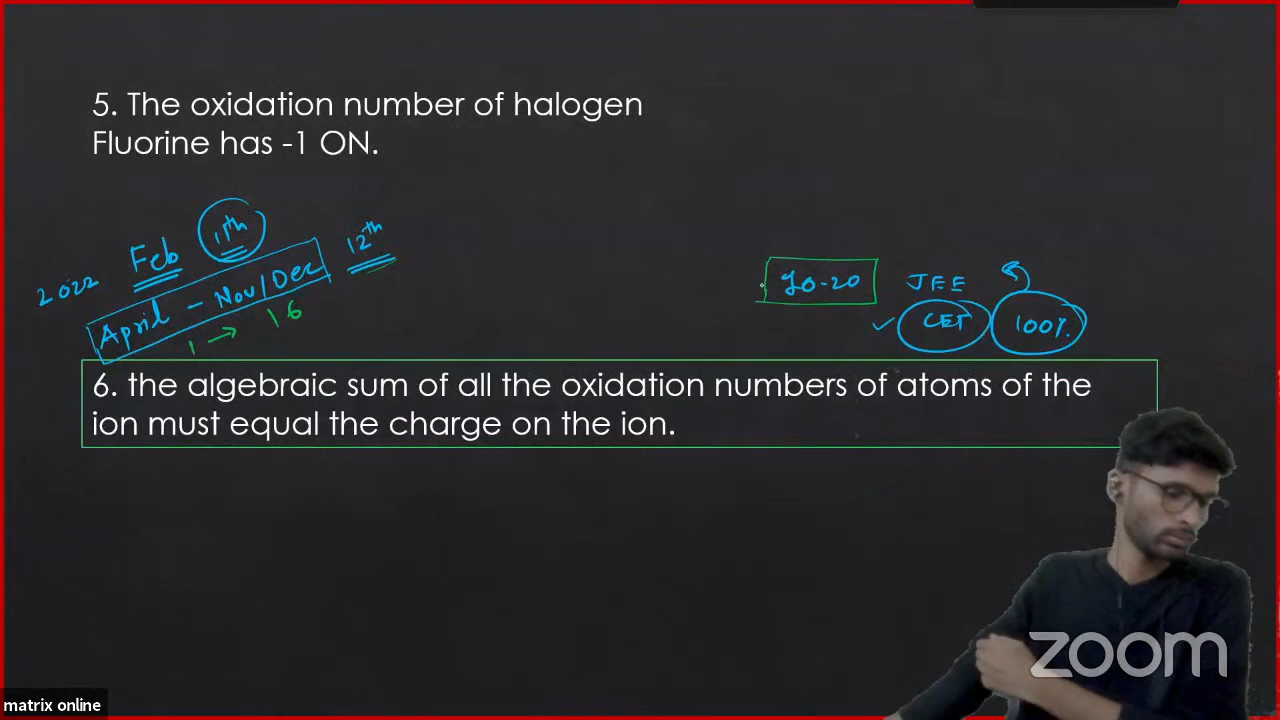 5. The oxidation number of halogen
Fluorine has -1 ON.
2022 Feb 11th
April - Nov/Dec 12th
1 → 16
10-20 JEE
CET 100%
6. the algebraic sum of all the oxidation numbers of atoms of the
ion must equal the charge on the ion.
zoom
matrix online